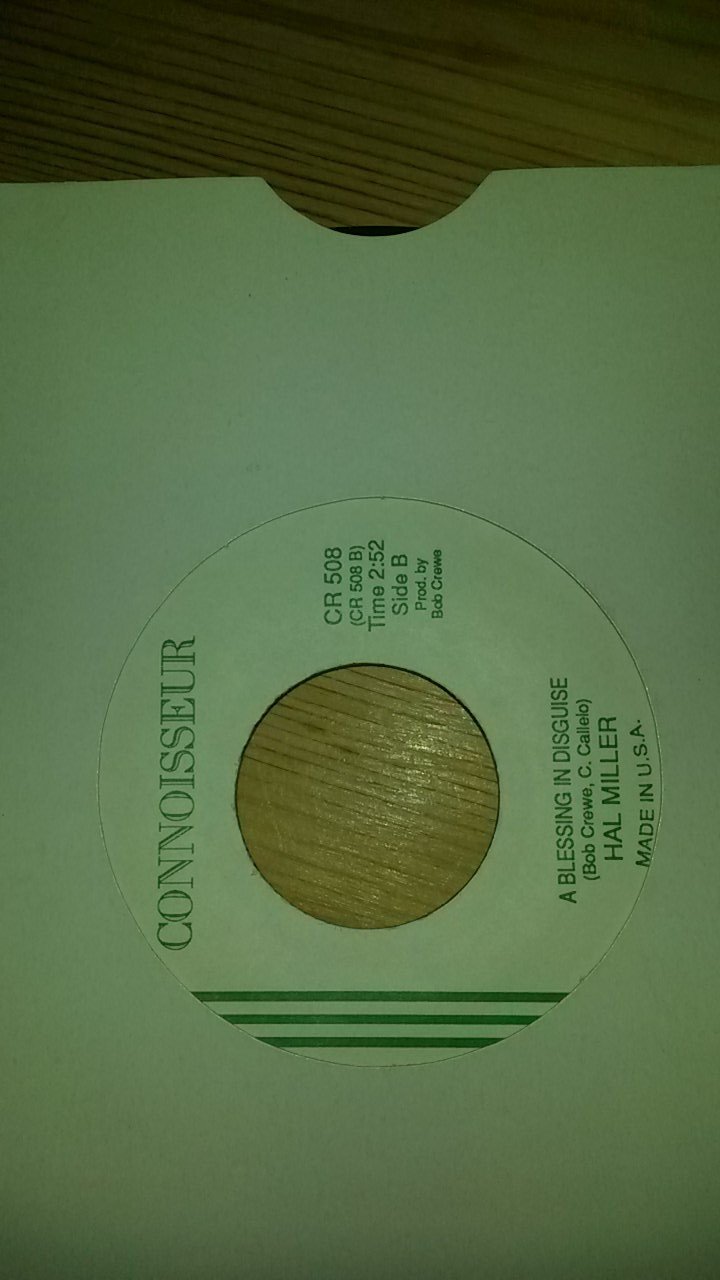 CONNOISSEUR
CR 508
(CR 508 B)
Time 2:52
Side B
Prod. by
Bob Crewe
A BLESSING IN DISGUISE
(Bob Crewe, C. Callelo)
HAL MILLER
MADE IN U.S.A.